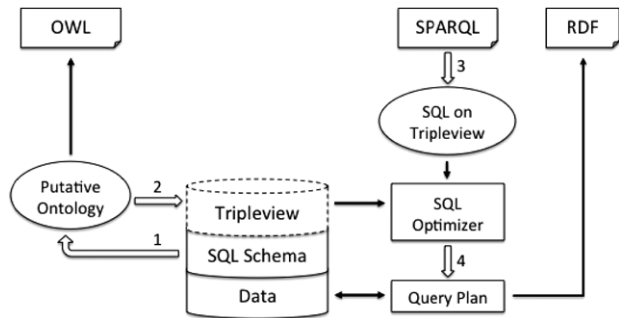 OWL
SPARQL
RDF
3
SQL on
Tripleview
Putative
Ontology
2
Tripleview
SQL
Optimizer
1
SQL Schema
4
Data
Query Plan